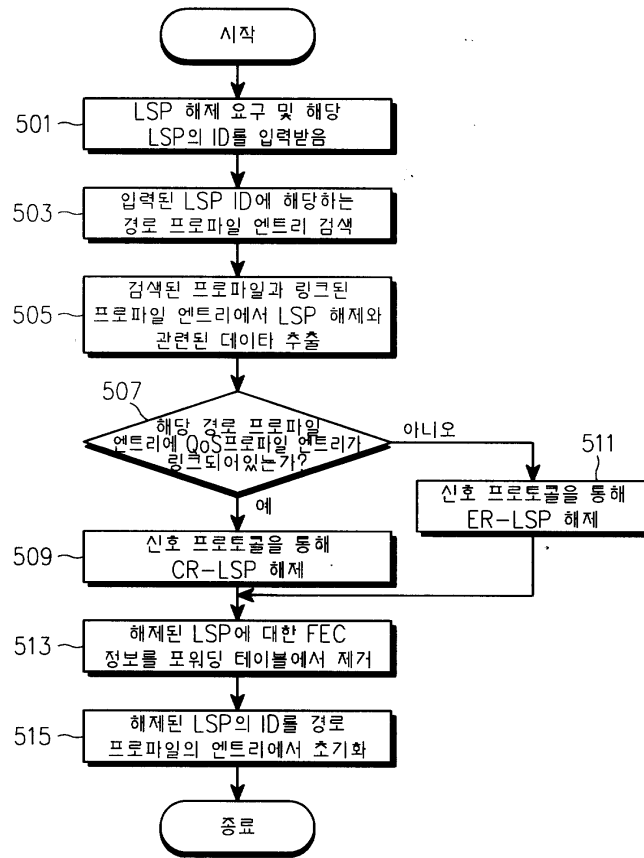 시작
501
LSP 해제 요구 및 해당
LSP의 ID를 입력받음
503
입력된 LSP ID에 해당하는
경로 프로파일 엔트리 검색
505
검색된 프로파일과 링크된
프로파일 엔트리에서 LSP 해제와
관련된 데이타 추출
507
해당 경로 프로파일
엔트리에 QoS프로파일 엔트리가
링크되어있는가?
아니오
예
511
신호 프로토콜을 통해
ER-LSP 해제
509
신호 프로토콜을 통해
CR-LSP 해제
513
해제된 LSP에 대한 FEC
정보를 포워딩 테이블에서 제거
515
해제된 LSP의 ID를 경로
프로파일의 엔트리에서 초기화
종료